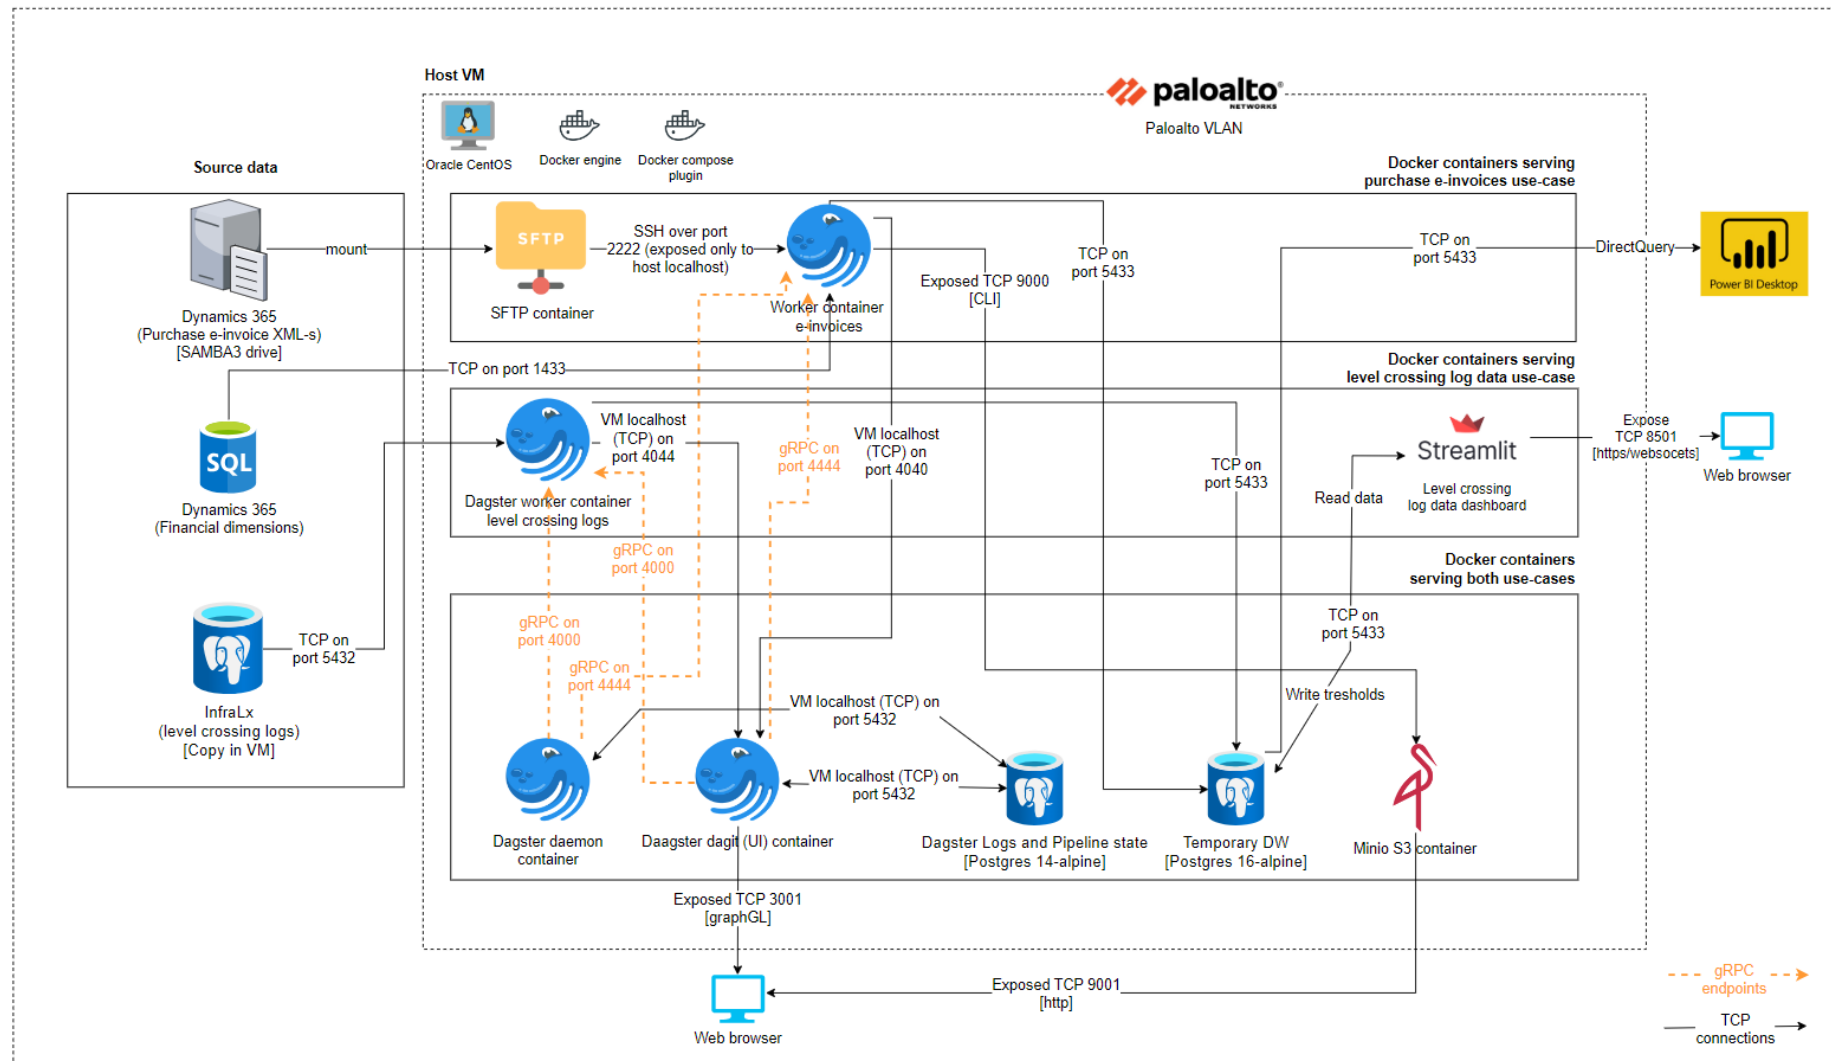 Host VM
paloalto
NETWORKS
Paloalto VLAN
Oracle CentOS
Docker engine
Docker compose
plugin
Source data
Docker containers serving
purchase e-invoices use-case
SFTP
SFTP container
mount
SSH over port
2222 (exposed only to
host localhost)
Worker container
e-invoices
Exposed TCP 9000
[CLI]
TCP on
port 5433
TCP on
port 5433
DirectQuery
Power BI Desktop
Dynamics 365
(Purchase e-invoice XML-s)
[SAMBA3 drive]
TCP on port 1433
Docker containers serving
level crossing log data use-case
SQL
Dynamics 365
(Financial dimensions)
Dagster worker container
level crossing logs
VM localhost
(TCP) on
port 4044
gRPC on
port 4444
VM localhost
(TCP) on
port 4040
TCP on
port 5433
Streamlit
Level crossing
log data dashboard
Read data
Expose
TCP 8501
[https/websocets]
Web browser
gRPC on
port 4000
Docker containers
serving both use-cases
gRPC on
port 4000
gRPC on
port 4444
TCP on
port 5432
InfraLx
(level crossing logs)
[Copy in VM]
TCP on
port 5433
Write tresholds
VM localhost (TCP) on
port 5432
VM localhost (TCP) on
port 5432
Dagster daemon
container
Daagster dagit (UI) container
Dagster Logs and Pipeline state
[Postgres 14-alpine]
Temporary DW
[Postgres 16-alpine]
Minio S3 container
Exposed TCP 3001
[graphGL]
Web browser
Exposed TCP 9001
[http]
gRPC
endpoints
TCP
connections